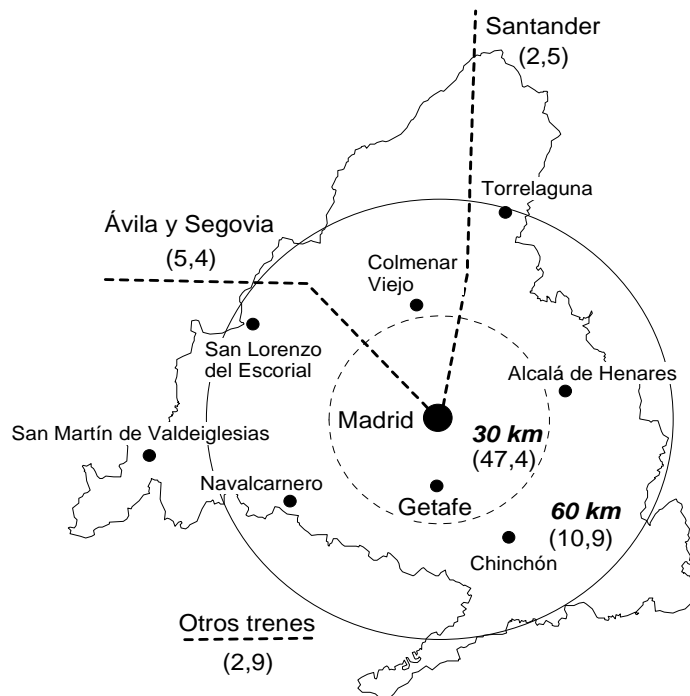 Santander
(2,5)
Torrelaguna
Ávila y Segovia
(5,4)
Colmenar
Viejo
San Lorenzo
del Escorial
Alcalá de Henares
Madrid
30 km
(47,4)
San Martín de Valdeiglesias
Navalcarnero
Getafe
60 km
(10,9)
Chinchón
Otros trenes
(2,9)